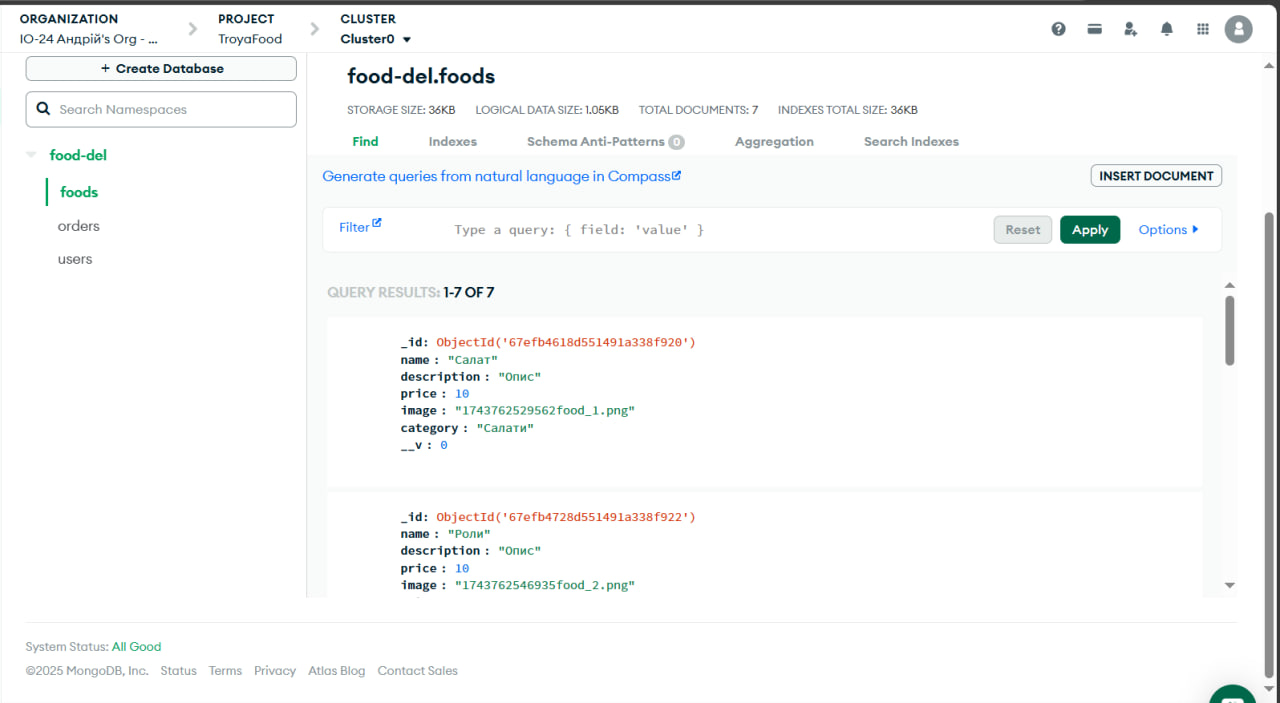 ORGANIZATION
IO-24 Андрій's Org - ...
PROJECT
TroyaFood
CLUSTER
Cluster0
+ Create Database
Search Namespaces
food-del
foods
orders
users
food-del.foods
STORAGE SIZE: 36KB LOGICAL DATA SIZE: 1.05KB TOTAL DOCUMENTS: 7 INDEXES TOTAL SIZE: 36KB
Find Indexes Schema Anti-Patterns 0 Aggregation Search Indexes
Generate queries from natural language in Compass
INSERT DOCUMENT
Filter
Type a query: { field: 'value' }
Reset Apply Options
QUERY RESULTS: 1-7 OF 7
_id: ObjectId('67efb4618d551491a338f920')
name : "Салат"
description : "Опис"
price : 10
image : "1743762529562food_1.png"
category : "Салати"
__v : 0
_id: ObjectId('67efb4728d551491a338f922')
name : "Роли"
description : "Опис"
price : 10
image : "1743762546935food_2.png"
System Status: All Good
©2025 MongoDB, Inc. Status Terms Privacy Atlas Blog Contact Sales